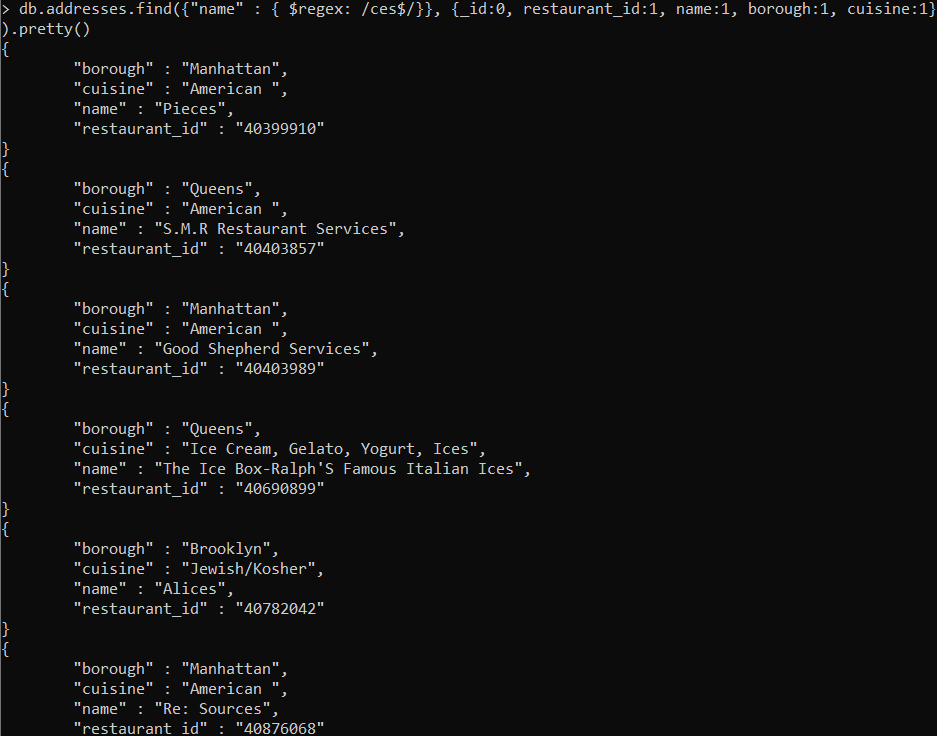 > db.addresses.find({"name" : { $regex: /ces$/}}, {_id:0, restaurant_id:1, name:1, borough:1, cuisine:1}
).pretty()
{
        "borough" : "Manhattan",
        "cuisine" : "American ",
        "name" : "Pieces",
        "restaurant_id" : "40399910"
}
{
        "borough" : "Queens",
        "cuisine" : "American ",
        "name" : "S.M.R Restaurant Services",
        "restaurant_id" : "40403857"
}
{
        "borough" : "Manhattan",
        "cuisine" : "American ",
        "name" : "Good Shepherd Services",
        "restaurant_id" : "40403989"
}
{
        "borough" : "Queens",
        "cuisine" : "Ice Cream, Gelato, Yogurt, Ices",
        "name" : "The Ice Box-Ralph'S Famous Italian Ices",
        "restaurant_id" : "40690899"
}
{
        "borough" : "Brooklyn",
        "cuisine" : "Jewish/Kosher",
        "name" : "Alices",
        "restaurant_id" : "40782042"
}
{
        "borough" : "Manhattan",
        "cuisine" : "American ",
        "name" : "Re: Sources",
        "restaurant_id" : "40876068"